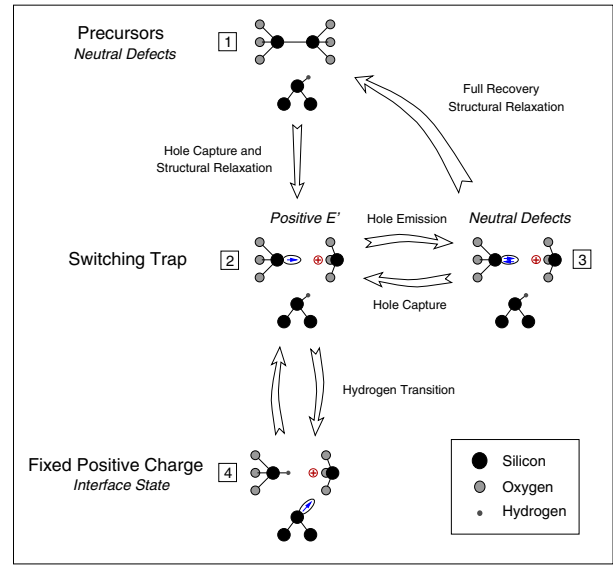 Precursors
Neutral Defects
1
Full Recovery
Structural Relaxation
Hole Capture and
Structural Relaxation
Positive E'
Hole Emission
Neutral Defects
Switching Trap
2
3
Hole Capture
Hydrogen Transition
Fixed Positive Charge
Interface State
4
Silicon
Oxygen
Hydrogen